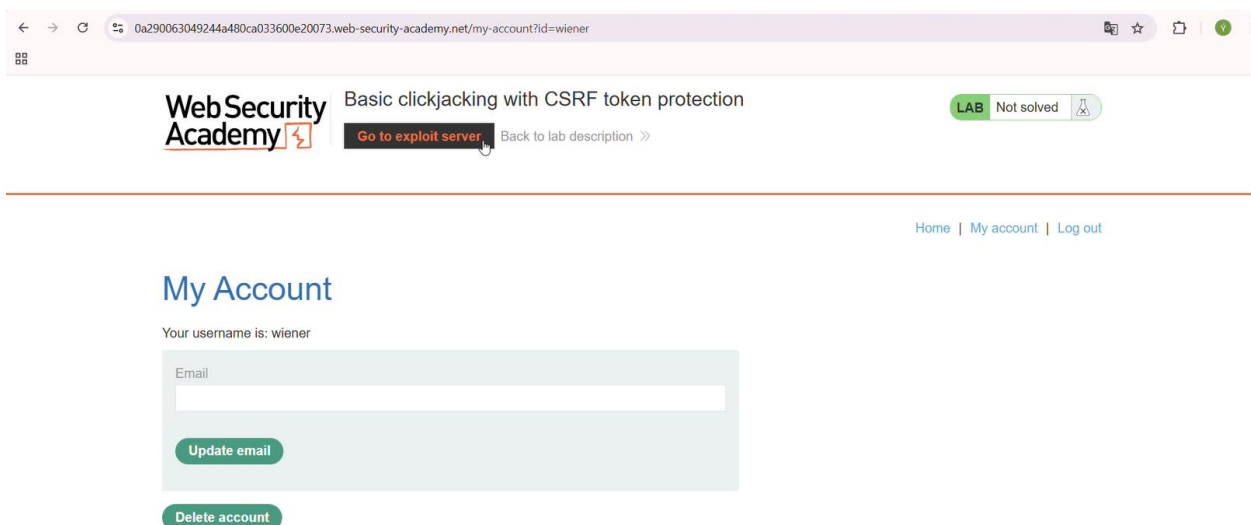 0a290063049244a480ca033600e20073.web-security-academy.net/my-account?id=wiener
Web Security
Academy
Basic clickjacking with CSRF token protection
Go to exploit server
Back to lab description >>
LAB Not solved
Home | My account | Log out
My Account
Your username is: wiener
Email
Update email
Delete account